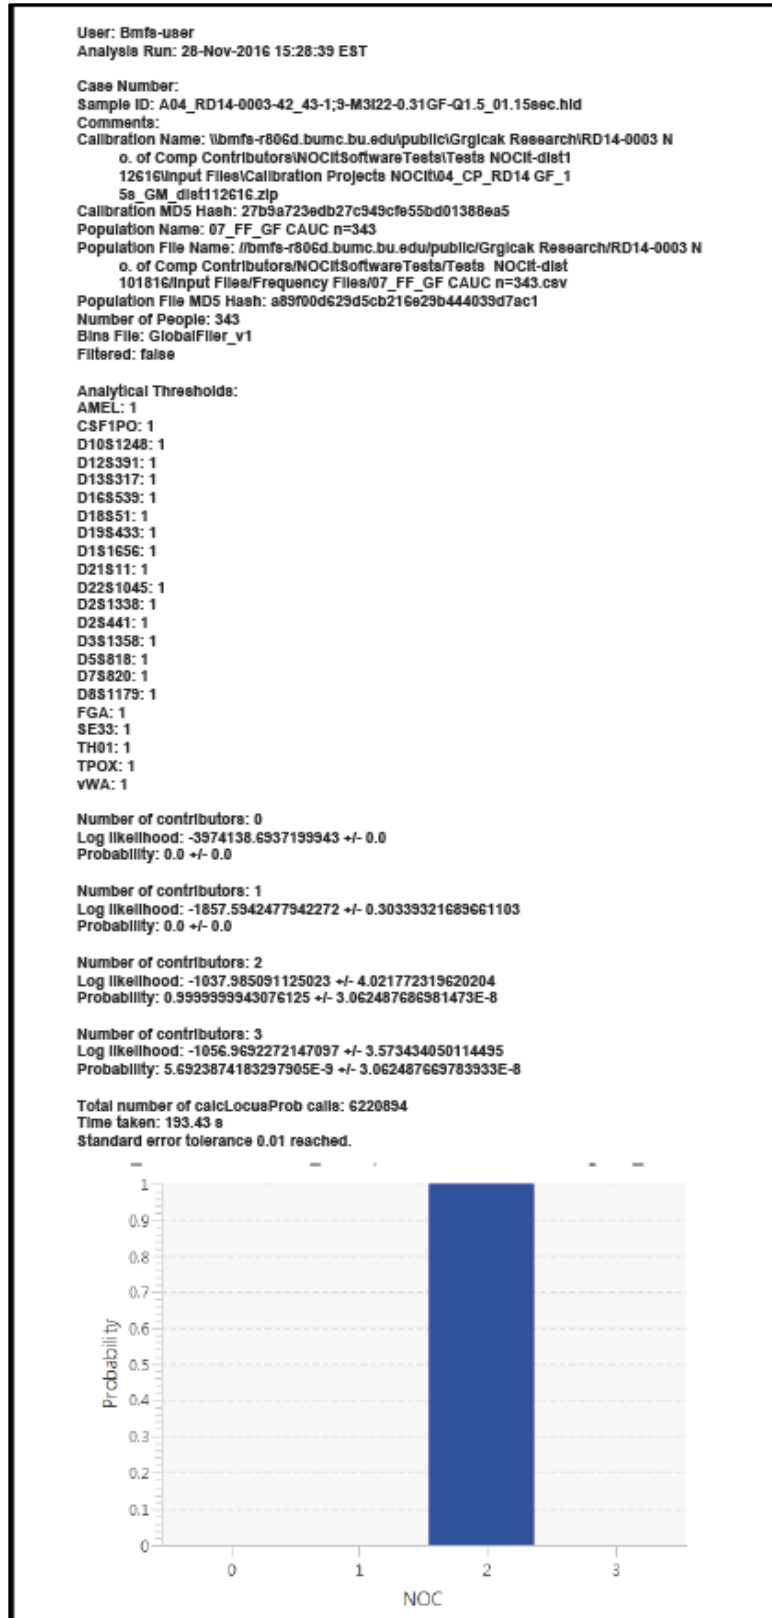 User: Bmfs-user
Analysis Run: 28-Nov-2016 15:28:39 EST
Case Number:
Sample ID: A04_RD14-0003-42_43-1;9-M3I22-0.31GF-Q1.5_01.15sec.hid
Comments:
Calibration Name: \\bmfs-r806d.bumc.bu.edu\public\Grgicak Research\RD14-0003 N
o. of Comp Contributors\NOCItSoftwareTests\Tests NOCIt-dist1
12616\Input Files\Calibration Projects NOCIt\04_CP_RD14 GF_1
5s_GM_dist112616.zip
Calibration MD5 Hash: 27b9a723edb27c949cfe55bd01388ea5
Population Name: 07_FF_GF CAUC n=343
Population File Name: //bmfs-r806d.bumc.bu.edu/public/Grgicak Research/RD14-0003 N
o. of Comp Contributors/NOCItSoftwareTests/Tests NOCIt-dist
101816/Input Files/Frequency Files/07_FF_GF CAUC n=343.csv
Population File MD5 Hash: a89f00d629d5cb216e29b444039d7ac1
Number of People: 343
Bins File: GlobalFiler_v1
Filtered: false
Analytical Thresholds:
AMEL: 1
CSF1PO: 1
D10S1248: 1
D12S391: 1
D13S317: 1
D16S539: 1
D18S51: 1
D19S433: 1
D1S1656: 1
D21S11: 1
D22S1045: 1
D2S1338: 1
D2S441: 1
D3S1358: 1
D5S818: 1
D7S820: 1
D8S1179: 1
FGA: 1
SE33: 1
TH01: 1
TPOX: 1
vWA: 1
Number of contributors: 0
Log likelihood: -3974138.6937199943 +/- 0.0
Probability: 0.0 +/- 0.0
Number of contributors: 1
Log likelihood: -1857.5942477942272 +/- 0.30339321689661103
Probability: 0.0 +/- 0.0
Number of contributors: 2
Log likelihood: -1037.985091125023 +/- 4.021772319620204
Probability: 0.9999999943076125 +/- 3.062487686981473E-8
Number of contributors: 3
Log likelihood: -1056.9692272147097 +/- 3.573434050114495
Probability: 5.6923874183297905E-9 +/- 3.062487669783933E-8
Total number of calcLocusProb calls: 6220894
Time taken: 193.43 s
Standard error tolerance 0.01 reached.
1
0.9
0.8
0.7
0.6
0.5
0.4
0.3
0.2
0.1
0
Probability
0 1 2 3
NOC